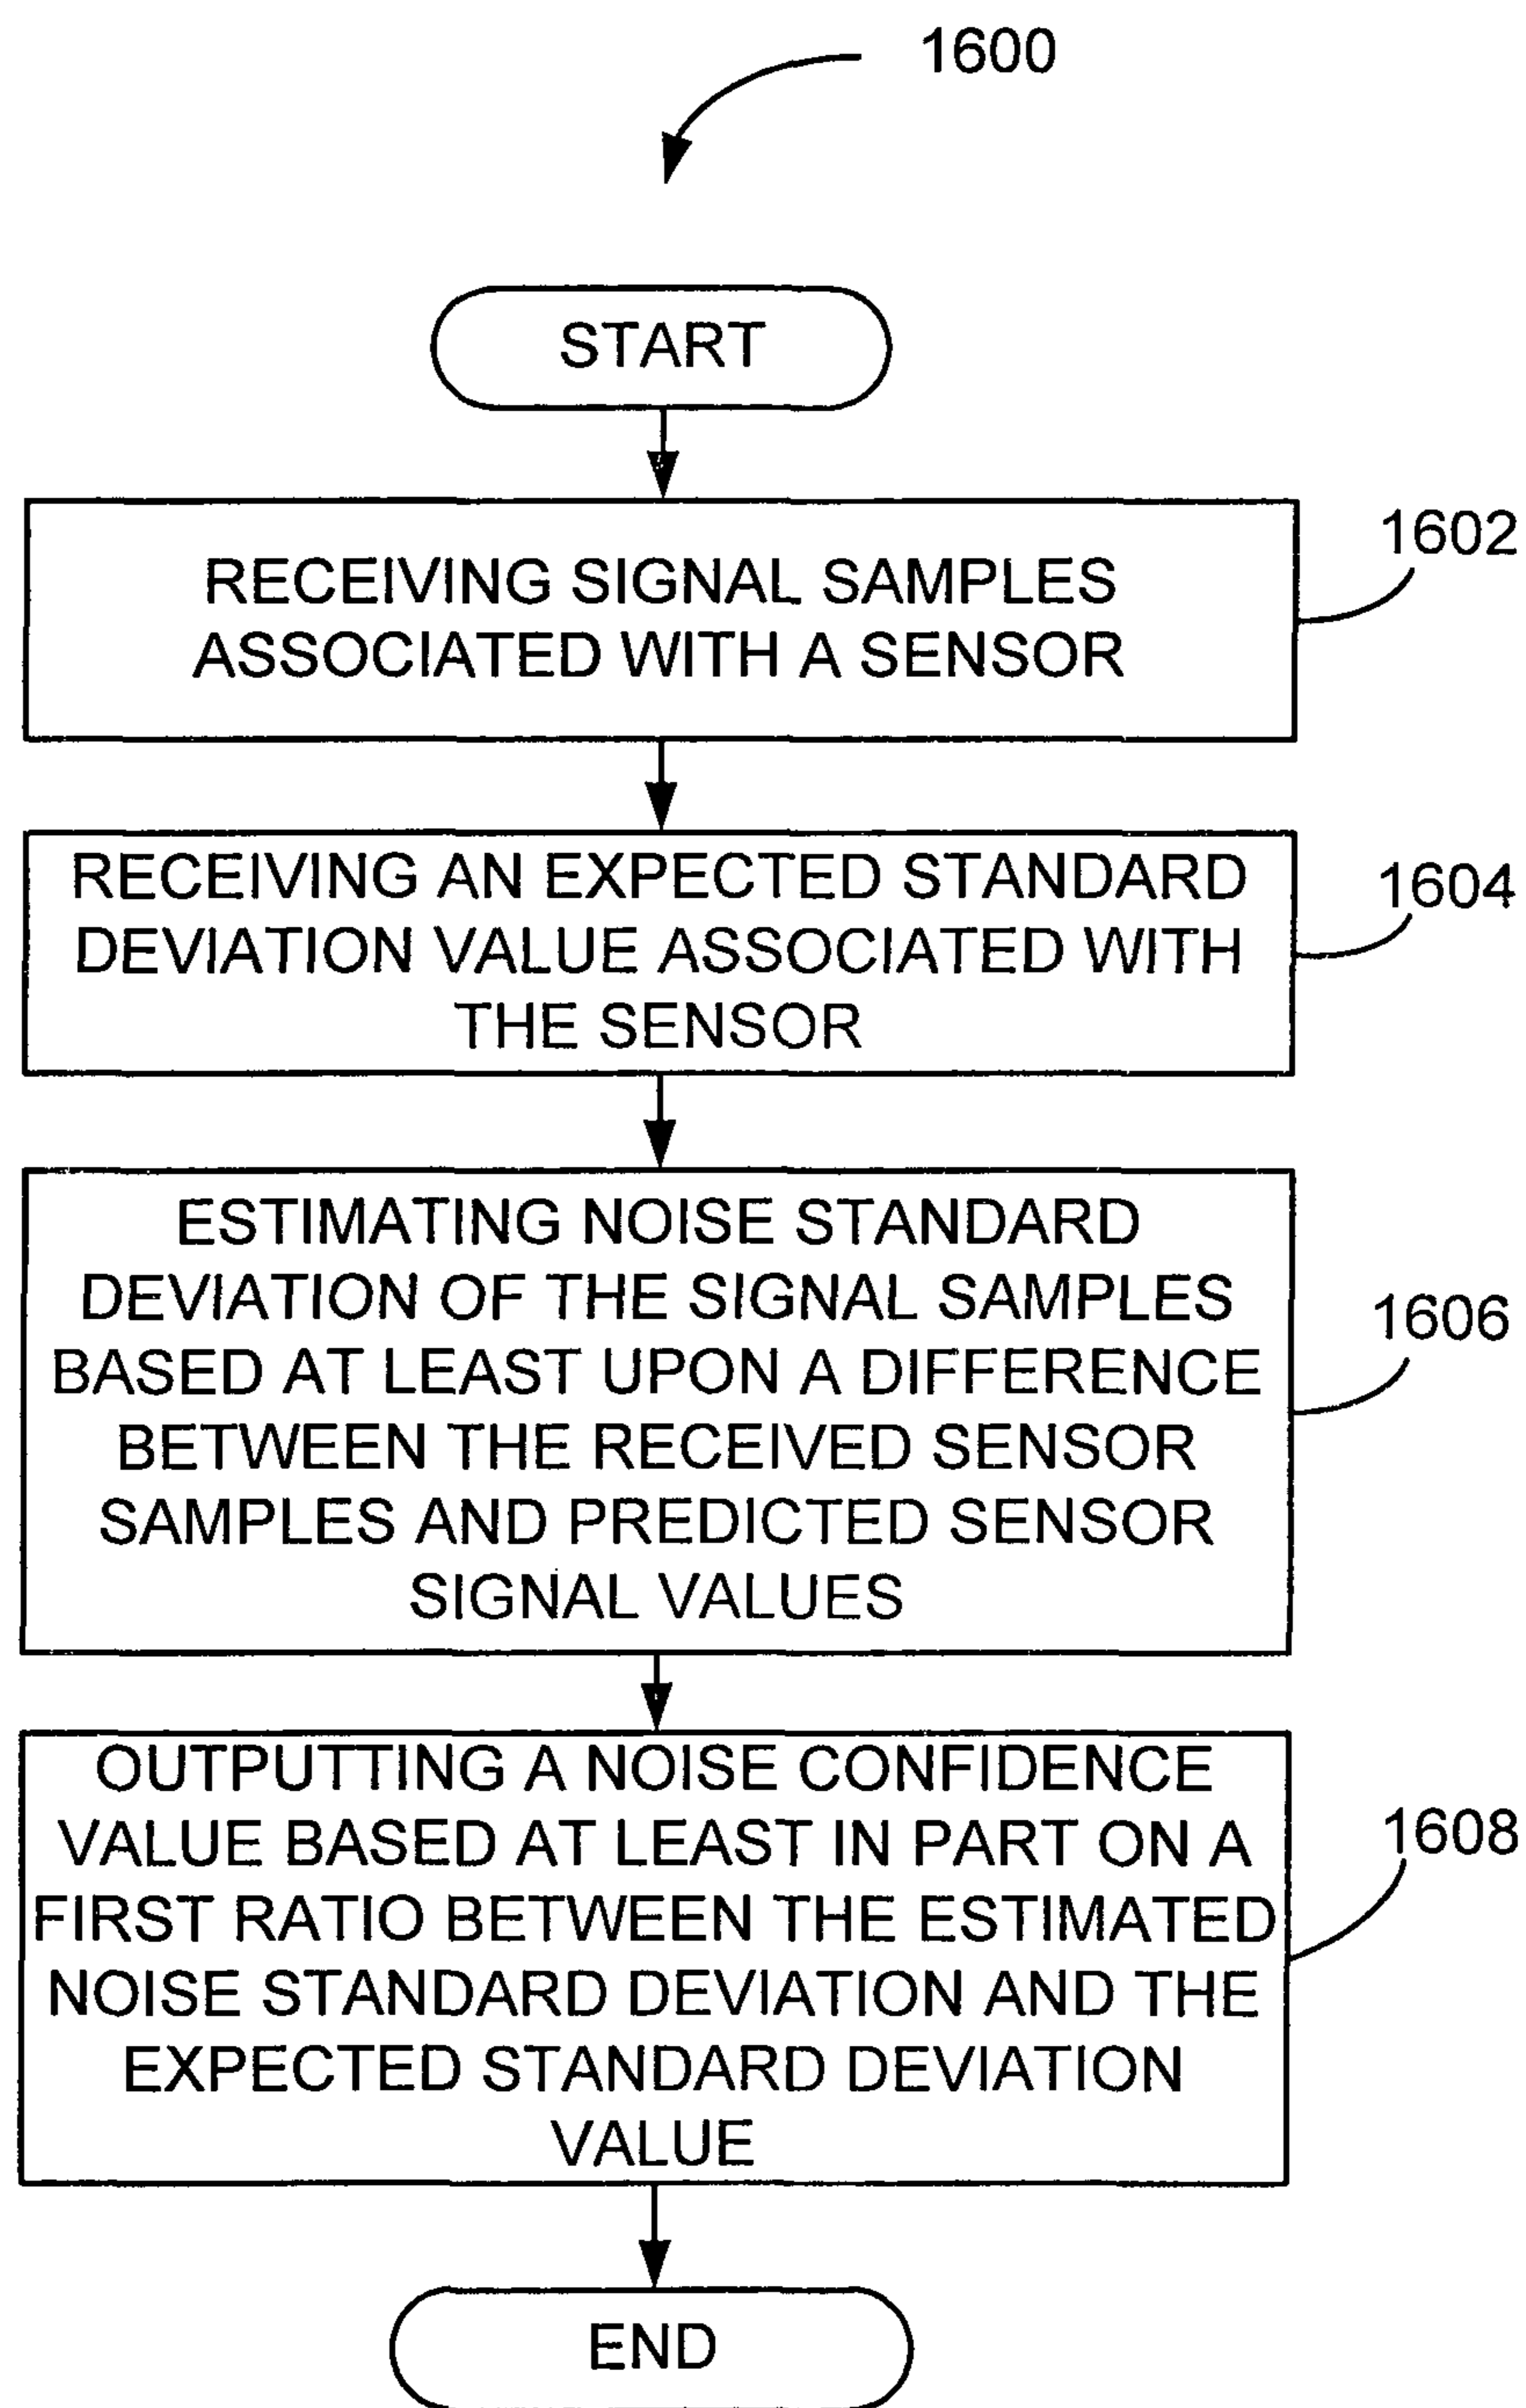 1600
START
RECEIVING SIGNAL SAMPLES
ASSOCIATED WITH A SENSOR
1602
RECEIVING AN EXPECTED STANDARD
DEVIATION VALUE ASSOCIATED WITH
THE SENSOR
1604
ESTIMATING NOISE STANDARD
DEVIATION OF THE SIGNAL SAMPLES
BASED AT LEAST UPON A DIFFERENCE
BETWEEN THE RECEIVED SENSOR
SAMPLES AND PREDICTED SENSOR
SIGNAL VALUES
1606
OUTPUTTING A NOISE CONFIDENCE
VALUE BASED AT LEAST IN PART ON A
FIRST RATIO BETWEEN THE ESTIMATED
NOISE STANDARD DEVIATION AND THE
EXPECTED STANDARD DEVIATION
VALUE
1608
END